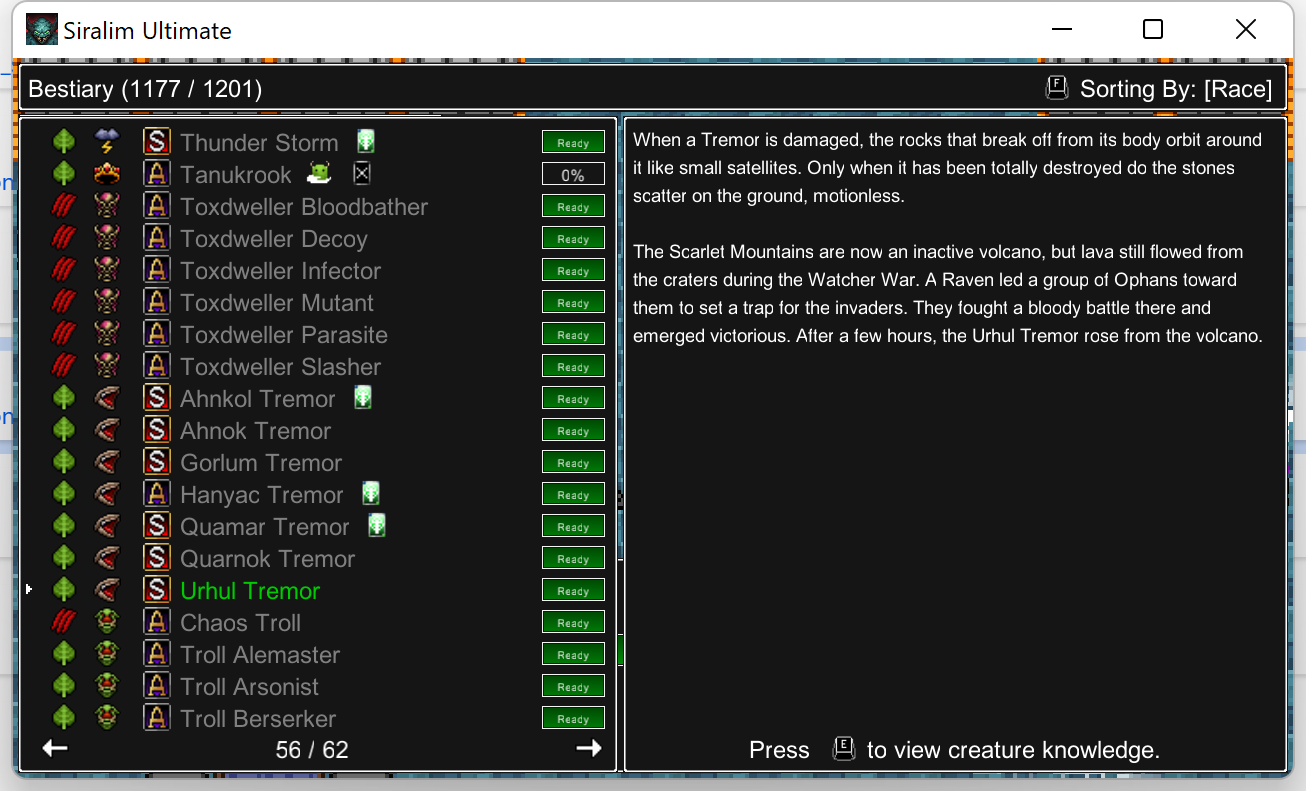 Siralim Ultimate
Bestiary (1177 / 1201)
F Sorting By: [Race]
S Thunder Storm Ready
A Tanukrook 0%
A Toxdweller Bloodbather Ready
A Toxdweller Decoy Ready
A Toxdweller Infector Ready
A Toxdweller Mutant Ready
A Toxdweller Parasite Ready
A Toxdweller Slasher Ready
S Ahnkol Tremor Ready
S Ahnok Tremor Ready
S Gorlum Tremor Ready
A Hanyac Tremor Ready
S Quamar Tremor Ready
S Quarnok Tremor Ready
S Urhul Tremor Ready
A Chaos Troll Ready
A Troll Alemaster Ready
A Troll Arsonist Ready
A Troll Berserker Ready
56 / 62
When a Tremor is damaged, the rocks that break off from its body orbit around
it like small satellites. Only when it has been totally destroyed do the stones
scatter on the ground, motionless.
The Scarlet Mountains are now an inactive volcano, but lava still flowed from
the craters during the Watcher War. A Raven led a group of Ophans toward
them to set a trap for the invaders. They fought a bloody battle there and
emerged victorious. After a few hours, the Urhul Tremor rose from the volcano.
Press E to view creature knowledge.